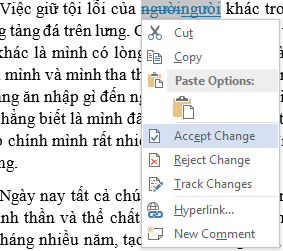 Việc giữ tội lỗi của ngườingười khác tro
g tảng đá trên lưng. C
khác là mình có lòng
mình và mình tha th
ng ăn nhập gì đến ng
hẳng biết là mình đã
chính mình rất nhiề
ng.
Ngày nay tất cả chú
nh thần và thể chất
háng nhiều năm, tạo
Cut
Copy
Paste Options:
Accept Change
Reject Change
Track Changes
Hyperlink...
New Comment